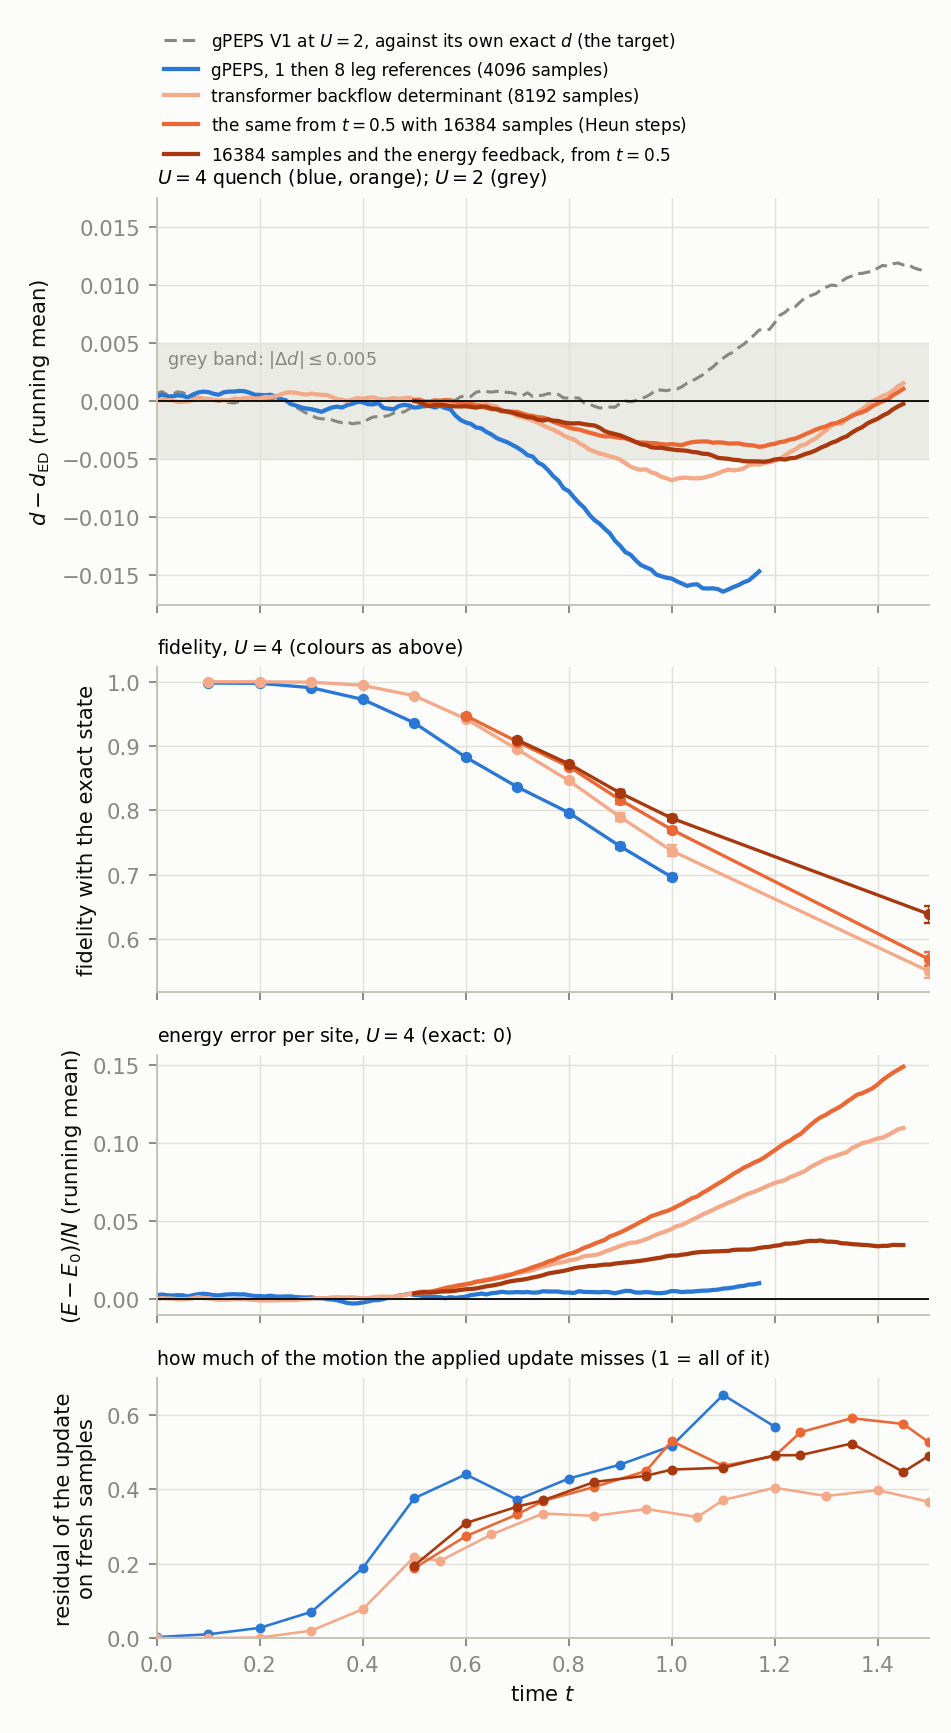 gPEPS V1 at U = 2, against its own exact d (the target)
gPEPS, 1 then 8 leg references (4096 samples)
transformer backflow determinant (8192 samples)
the same from t = 0.5 with 16384 samples (Heun steps)
16384 samples and the energy feedback, from t = 0.5
U = 4 quench (blue, orange); U = 2 (grey)
d − d_ED (running mean)
0.015
0.010
0.005
0.000
−0.005
−0.010
−0.015
grey band: |Δd| ≤ 0.005
fidelity, U = 4 (colours as above)
fidelity with the exact state
1.0
0.9
0.8
0.7
0.6
energy error per site, U = 4 (exact: 0)
(E − E₀)/N (running mean)
0.15
0.10
0.05
0.00
how much of the motion the applied update misses (1 = all of it)
residual of the update
on fresh samples
0.6
0.4
0.2
0.0
0.0 0.2 0.4 0.6 0.8 1.0 1.2 1.4
time t